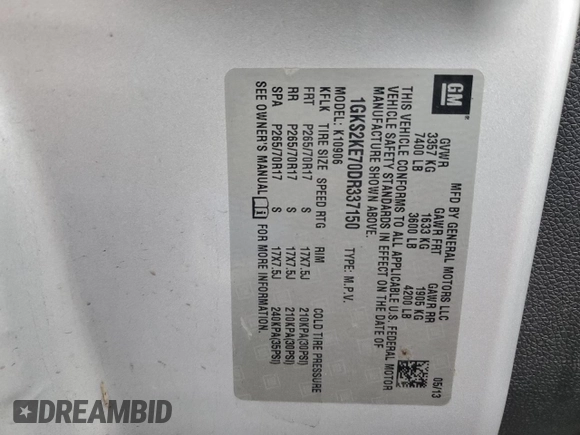 GM
MFD BY GENERAL MOTORS LLC 05/13
GVWR GAWR FRT GAWR RR
3357 KG 1633 KG 1905 KG
7400 LB 3600 LB 4200 LB
THIS VEHICLE CONFORMS TO ALL APPLICABLE U.S. FEDERAL MOTOR
VEHICLE SAFETY STANDARDS IN EFFECT ON THE DATE OF
MANUFACTURE SHOWN ABOVE.
1GKS2KE70DR337150 TYPE: M.P.V.
MODEL: K10906
KFLK TIRE SIZE SPEED RTG RIM COLD TIRE PRESSURE
FRT P265/70R17 S 17X7.5J 210KPA(30PSI)
RR P265/70R17 S 17X7.5J 210KPA(30PSI)
SPA P265/70R17 S 17X7.5J 240KPA(35PSI)
SEE OWNER'S MANUAL FOR MORE INFORMATION.
DREAMBID